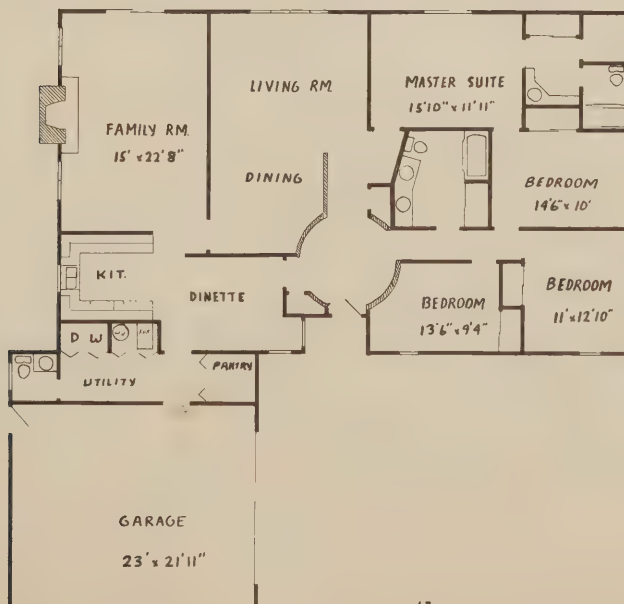 LIVING RM.
MASTER SUITE
15'10" x 11'11"
FAMILY RM.
15' x 22'8"
DINING
BEDROOM
14'6" x 10'
KIT.
DINETTE
BEDROOM
13'6" x 9'4"
BEDROOM
11' x 12'10"
D W
PANTRY
UTILITY
GARAGE
23' x 21'11"